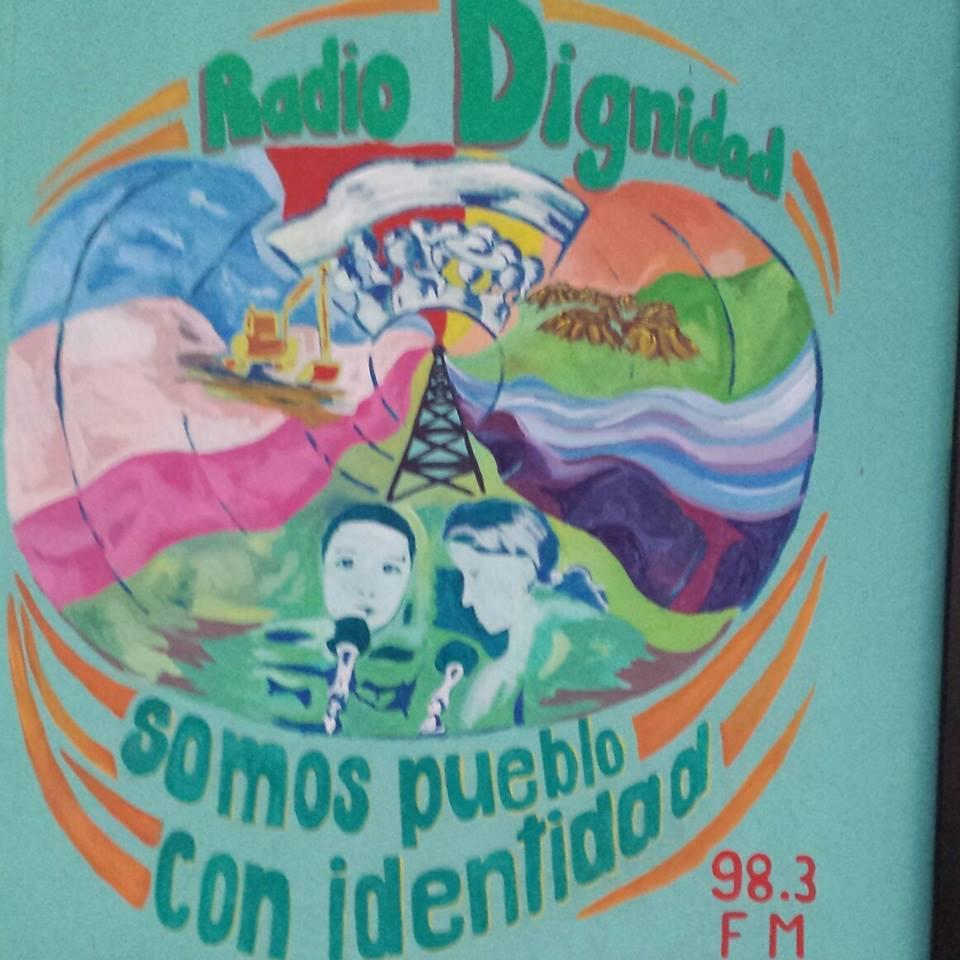 Radio Dignidad
somos pueblo
con identidad
98.3
FM